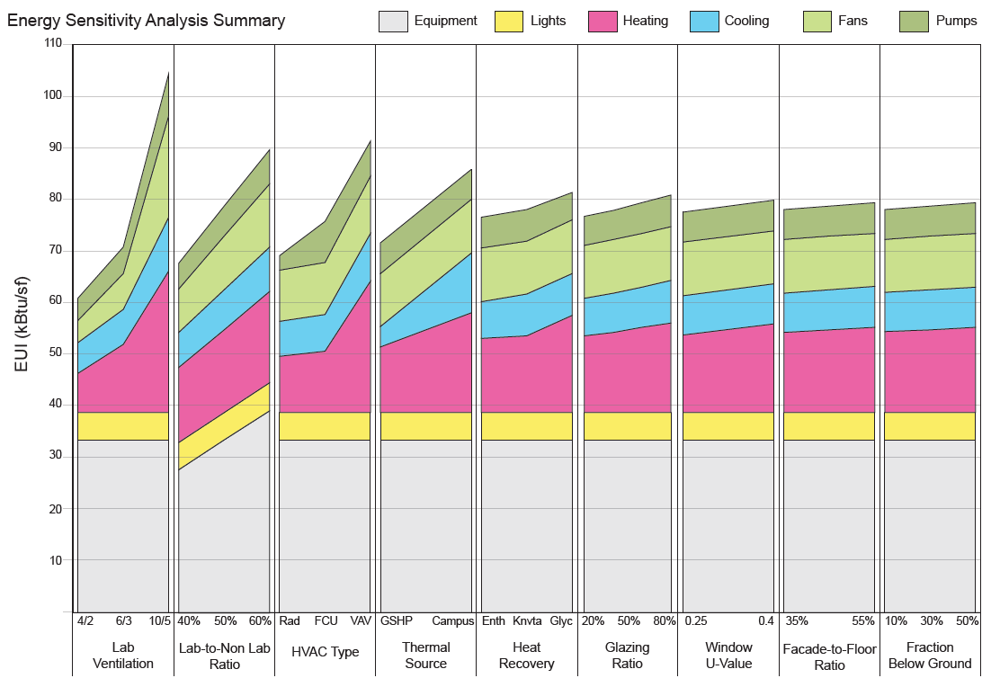 Energy Sensitivity Analysis Summary
Equipment Lights Heating Cooling Fans Pumps
110
100
90
80
70
60
50
40
30
20
10
EUI (kBtu/sf)
4/2 6/3 10/5 40% 50% 60% Rad FCU VAV GSHP Campus Enth Knvta Glyc 20% 50% 80% 0.25 0.4 35% 55% 10% 30% 50%
Lab
Ventilation
Lab-to-Non Lab
Ratio
HVAC Type
Thermal
Source
Heat
Recovery
Glazing
Ratio
Window
U-Value
Facade-to-Floor
Ratio
Fraction
Below Ground